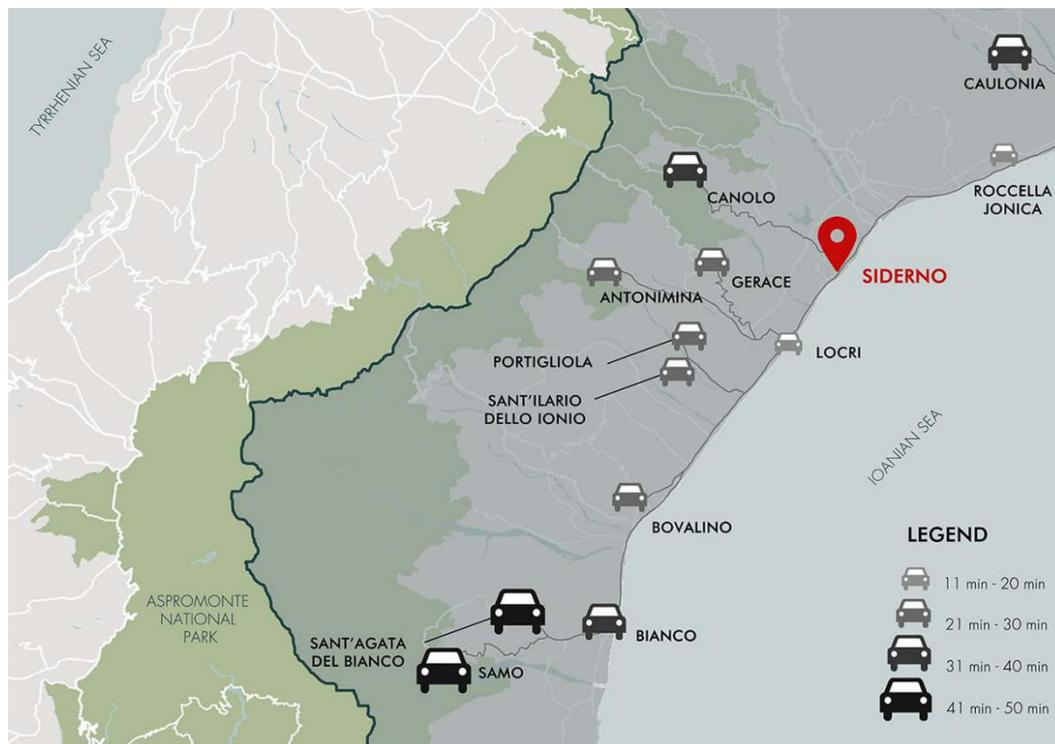 TYRRHENIAN SEA
CAULONIA
ROCCELLA
JONICA
CANOLO
SIDERNO
GERACE
ANTONIMINA
PORTIGLIOLA
LOCRI
SANT'ILARIO
DELLO IONIO
IOANIAN SEA
BOVALINO
ASPROMONTE
NATIONAL
PARK
SANT'AGATA
DEL BIANCO
BIANCO
SAMO
LEGEND
11 min - 20 min
21 min - 30 min
31 min - 40 min
41 min - 50 min